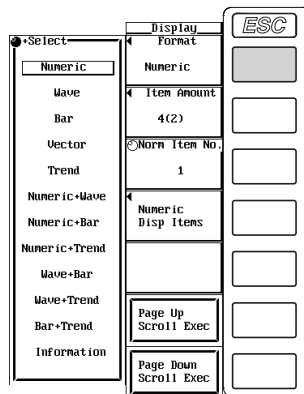 +Select
Numeric
Wave
Bar
Vector
Trend
Numeric+Wave
Numeric+Bar
Numeric+Trend
Wave+Bar
Wave+Trend
Bar+Trend
Information
Display
Format
Numeric
Item Amount
4(2)
Norm Item No.
1
Numeric
Disp Items
Page Up
Scroll Exec
Page Down
Scroll Exec
ESC